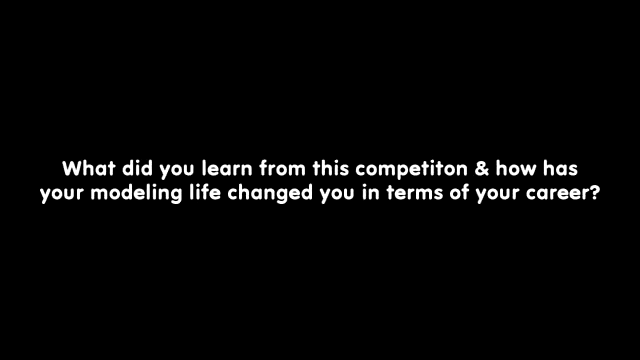 What did you learn from this competiton & how has
your modeling life changed you in terms of your career?